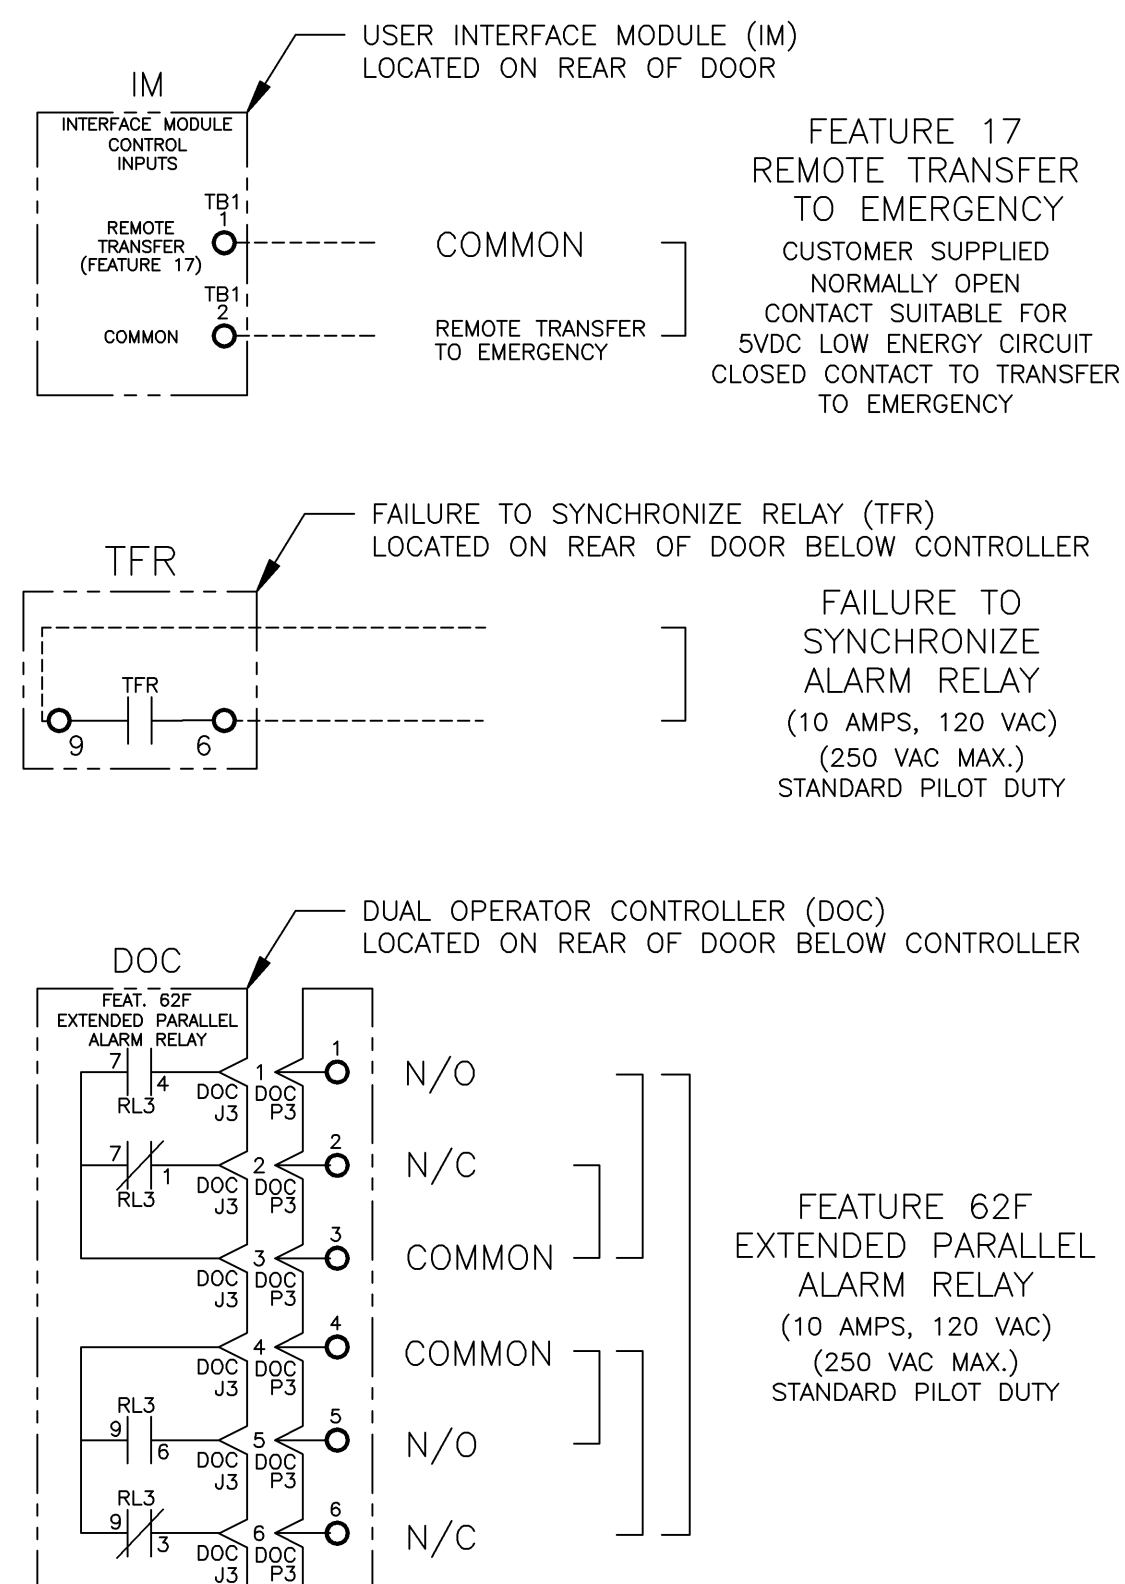 USER INTERFACE MODULE (IM)
LOCATED ON REAR OF DOOR
IM
INTERFACE MODULE
CONTROL
INPUTS
TB1
1
REMOTE
TRANSFER
(FEATURE 17)
TB1
2
COMMON
COMMON
REMOTE TRANSFER
TO EMERGENCY
FEATURE 17
REMOTE TRANSFER
TO EMERGENCY
CUSTOMER SUPPLIED
NORMALLY OPEN
CONTACT SUITABLE FOR
5VDC LOW ENERGY CIRCUIT
CLOSED CONTACT TO TRANSFER
TO EMERGENCY
FAILURE TO SYNCHRONIZE RELAY (TFR)
LOCATED ON REAR OF DOOR BELOW CONTROLLER
TFR
TFR
9
6
FAILURE TO
SYNCHRONIZE
ALARM RELAY
(10 AMPS, 120 VAC)
(250 VAC MAX.)
STANDARD PILOT DUTY
DUAL OPERATOR CONTROLLER (DOC)
LOCATED ON REAR OF DOOR BELOW CONTROLLER
DOC
FEAT. 62F
EXTENDED PARALLEL
ALARM RELAY
7
4
RL3
DOC
J3
1
DOC
P3
1
N/O
7
1
RL3
DOC
J3
2
DOC
P3
2
N/C
DOC
J3
3
DOC
P3
3
COMMON
DOC
J3
4
DOC
P3
4
COMMON
RL3
9
6
DOC
J3
5
DOC
P3
5
N/O
RL3
9
3
DOC
J3
6
DOC
P3
6
N/C
FEATURE 62F
EXTENDED PARALLEL
ALARM RELAY
(10 AMPS, 120 VAC)
(250 VAC MAX.)
STANDARD PILOT DUTY